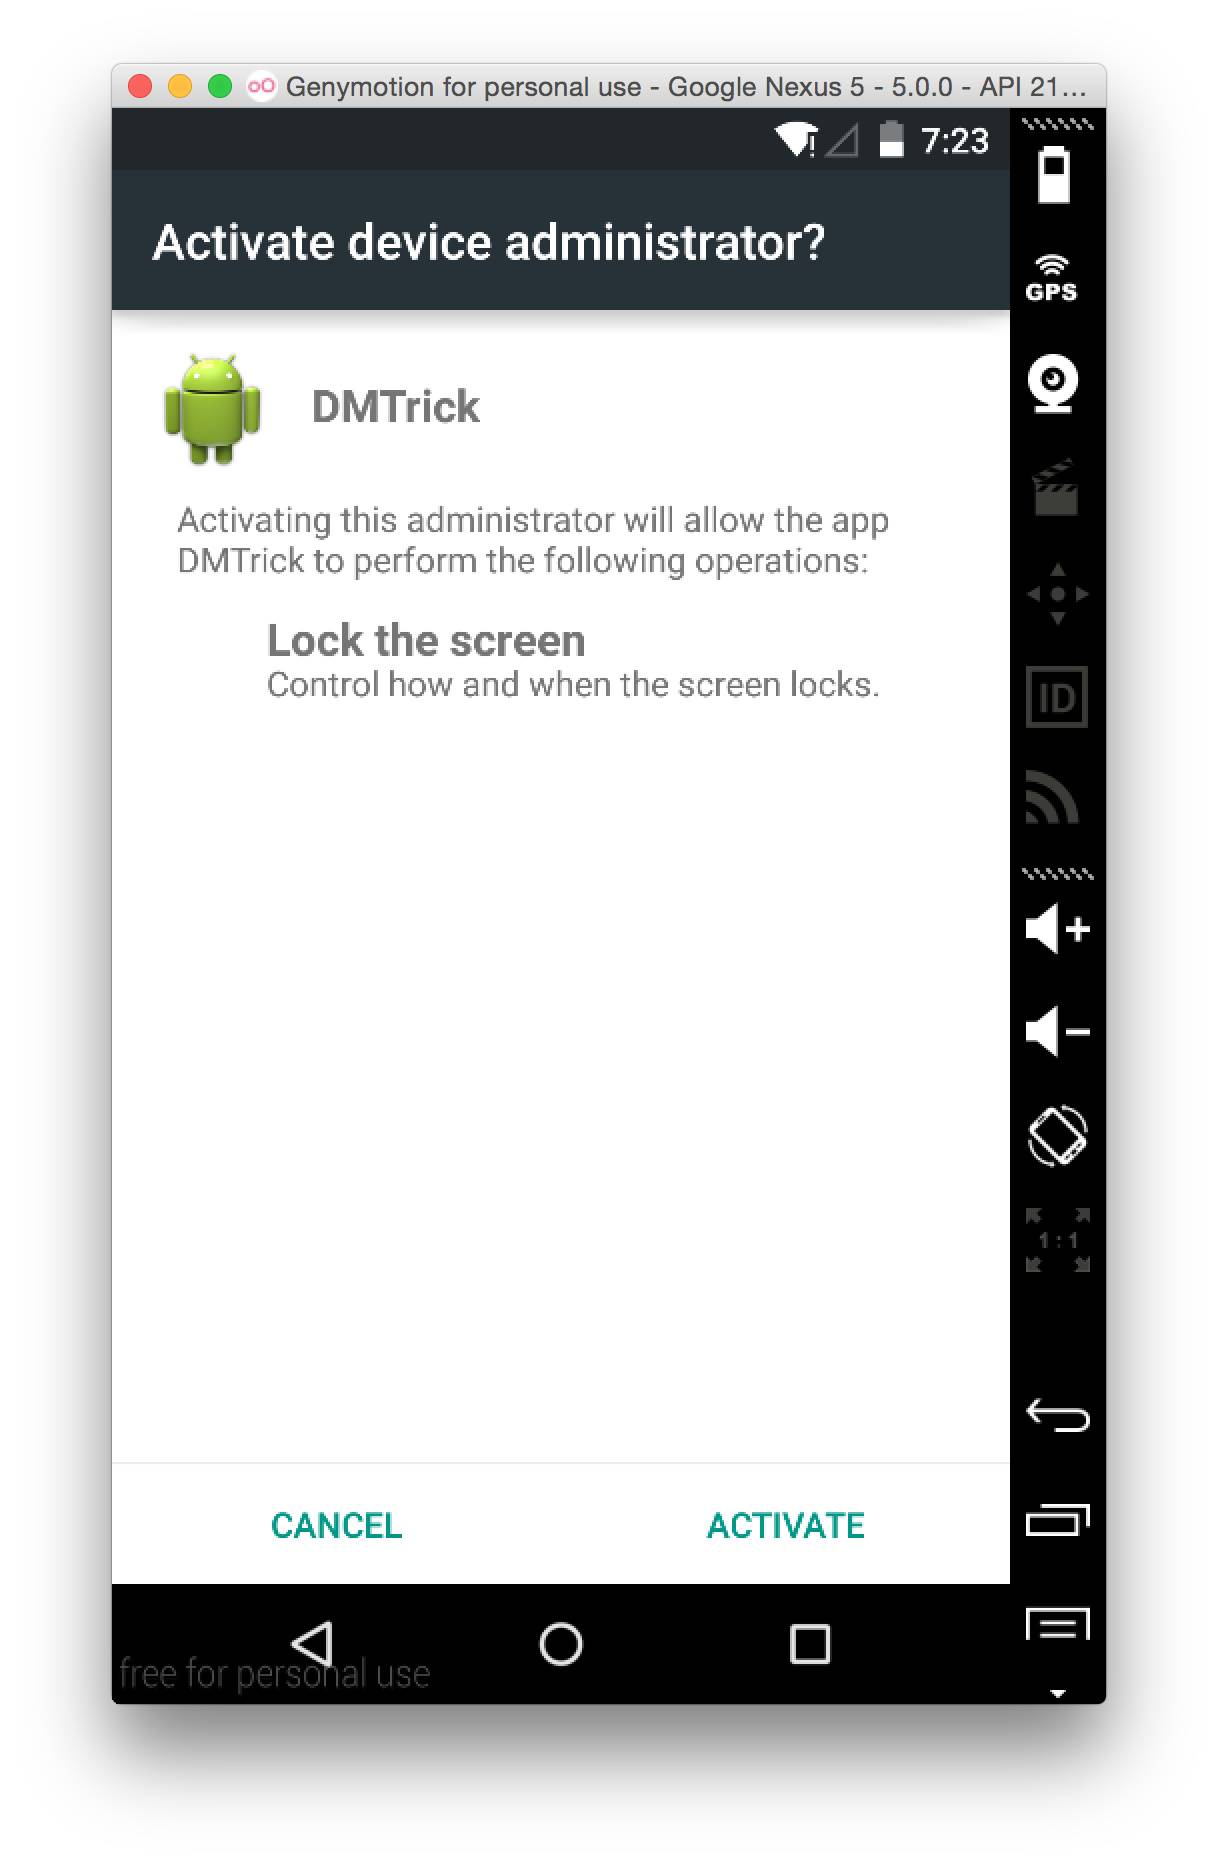 Genymotion for personal use - Google Nexus 5 - 5.0.0 - API 21...
7:23
Activate device administrator?
GPS
DMTrick
Activating this administrator will allow the app
DMTrick to perform the following operations:
Lock the screen
Control how and when the screen locks.
ID
1:1
CANCEL
ACTIVATE
free for personal use